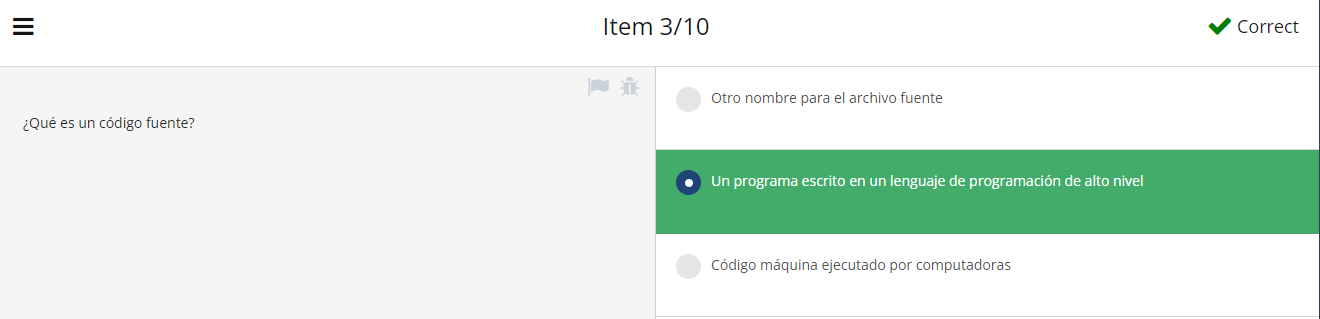 Item 3/10
Correct
¿Qué es un código fuente?
Otro nombre para el archivo fuente
Un programa escrito en un lenguaje de programación de alto nivel
Código máquina ejecutado por computadoras